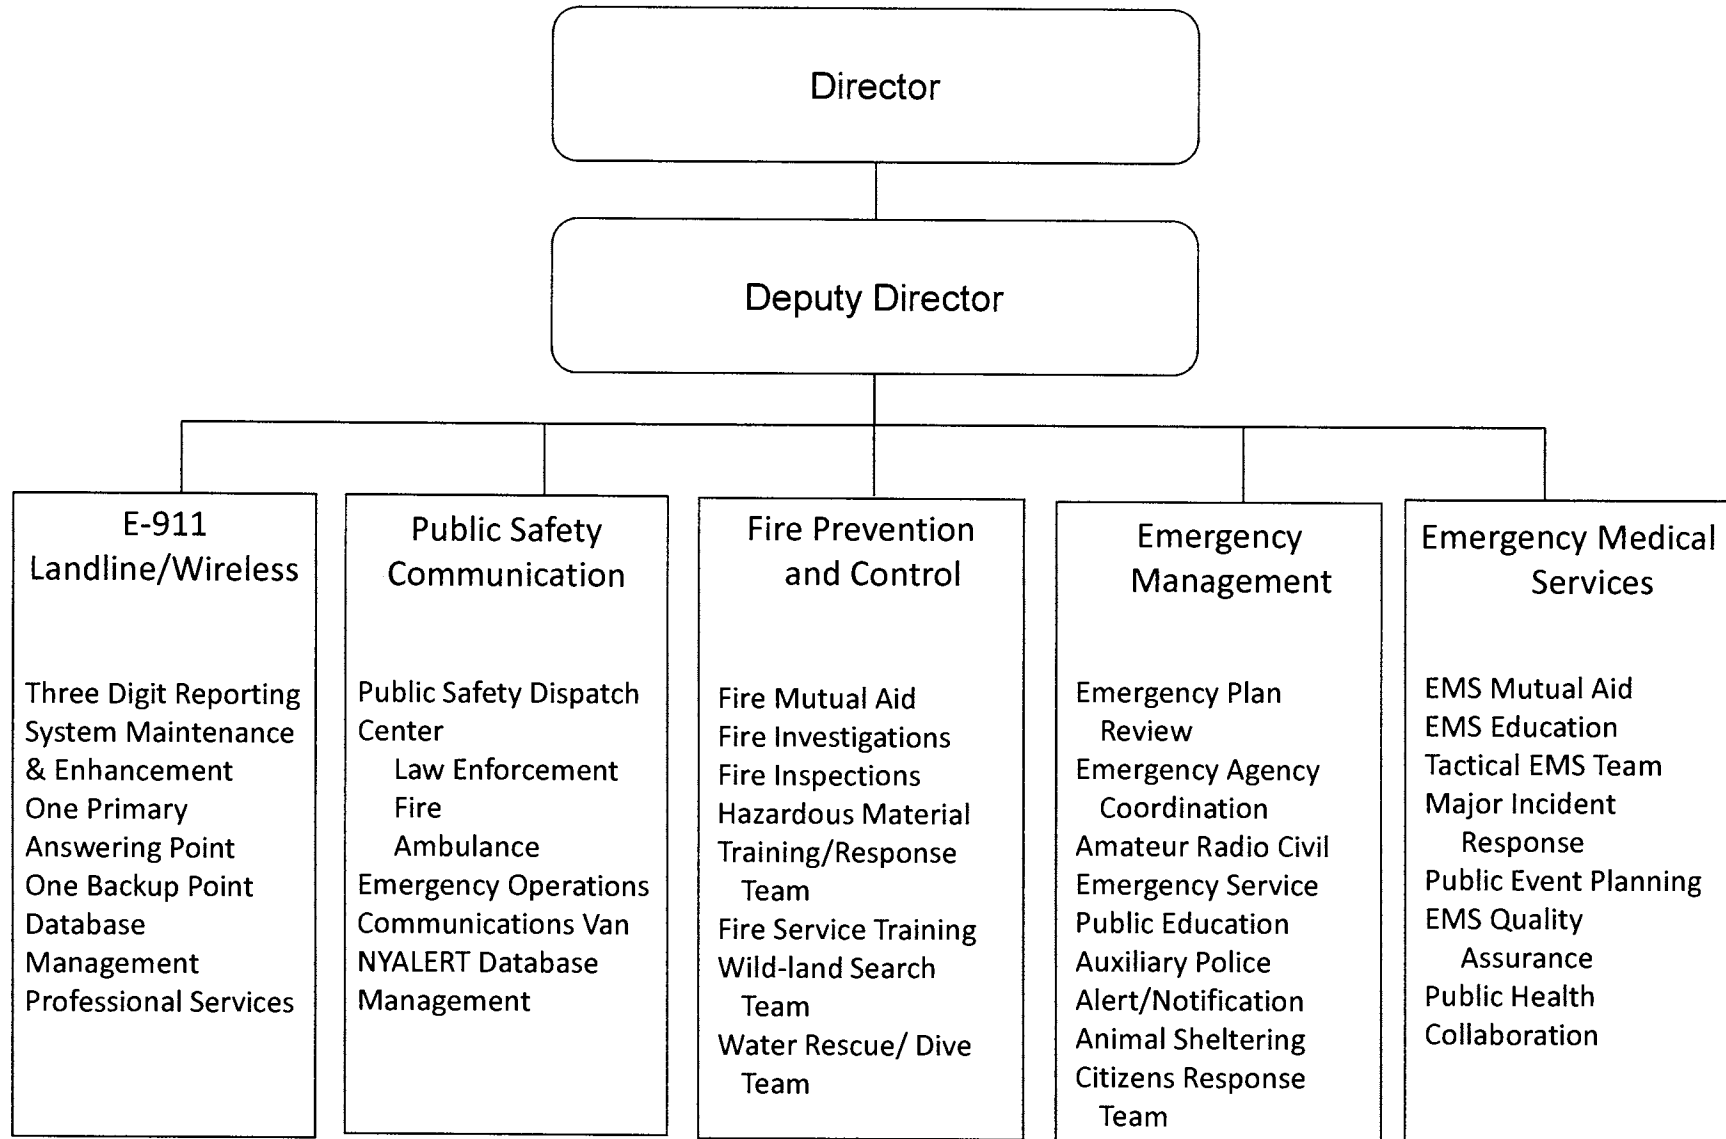 Director
Deputy Director
E-911
Landline/Wireless
Three Digit Reporting
System Maintenance
& Enhancement
One Primary
Answering Point
One Backup Point
Database
Management
Professional Services
Public Safety
Communication
Public Safety Dispatch
Center
Law Enforcement
Fire
Ambulance
Emergency Operations
Communications Van
NYALERT Database
Management
Fire Prevention
and Control
Fire Mutual Aid
Fire Investigations
Fire Inspections
Hazardous Material
Training/Response
Team
Fire Service Training
Wild-land Search
Team
Water Rescue/ Dive
Team
Emergency
Management
Emergency Plan
Review
Emergency Agency
Coordination
Amateur Radio Civil
Emergency Service
Public Education
Auxiliary Police
Alert/Notification
Animal Sheltering
Citizens Response
Team
Emergency Medical
Services
EMS Mutual Aid
EMS Education
Tactical EMS Team
Major Incident
Response
Public Event Planning
EMS Quality
Assurance
Public Health
Collaboration